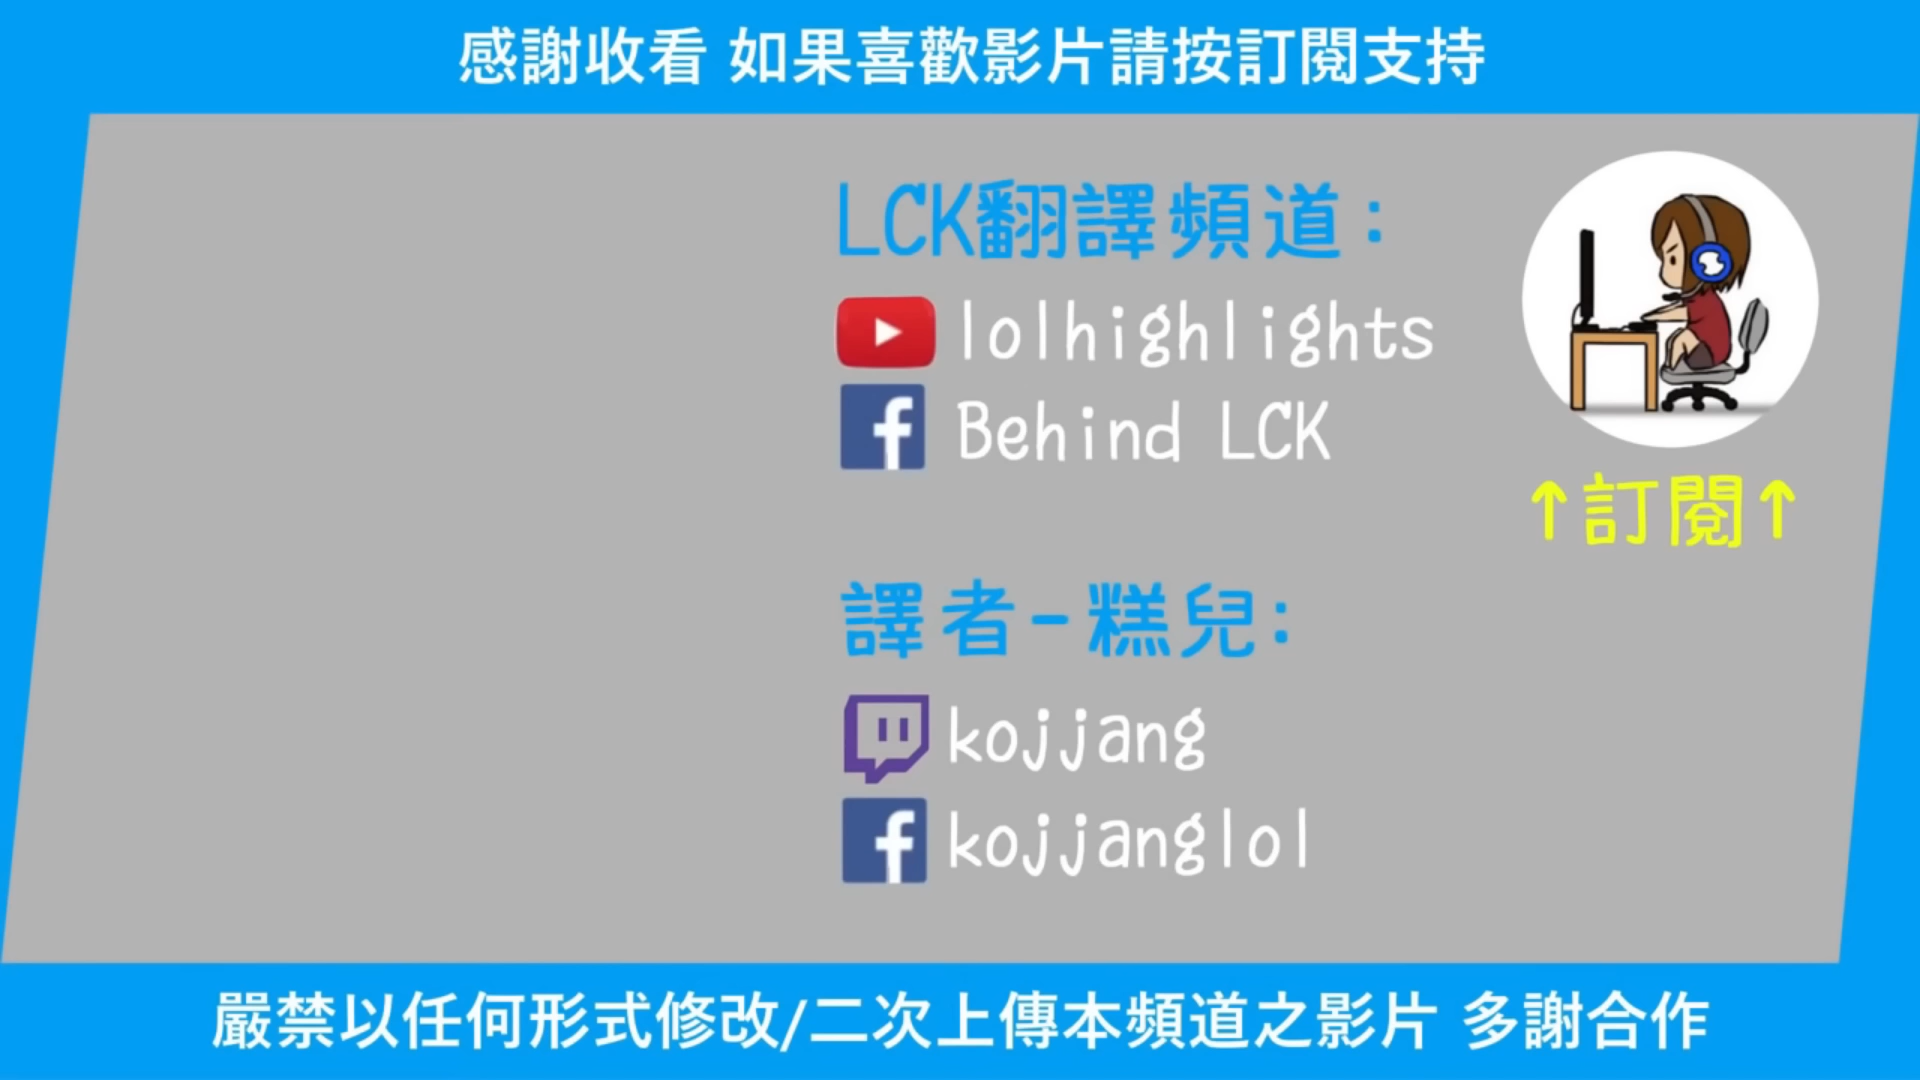 感謝收看 如果喜歡影片請按訂閱支持
LCK翻譯頻道:
lolhighlights
Behind LCK
↑訂閱↑
譯者-糕兒:
kojjang
kojjanglol
嚴禁以任何形式修改/二次上傳本頻道之影片 多謝合作